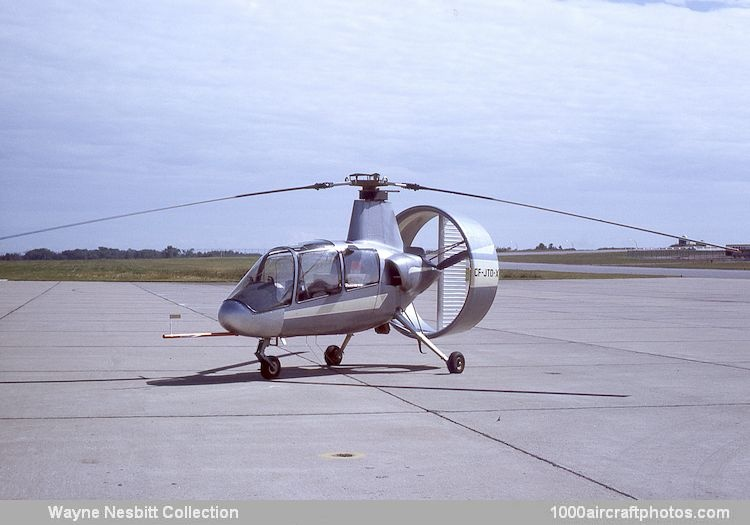 CF-JTO-X
Wayne Nesbitt Collection
1000aircraftphotos.com